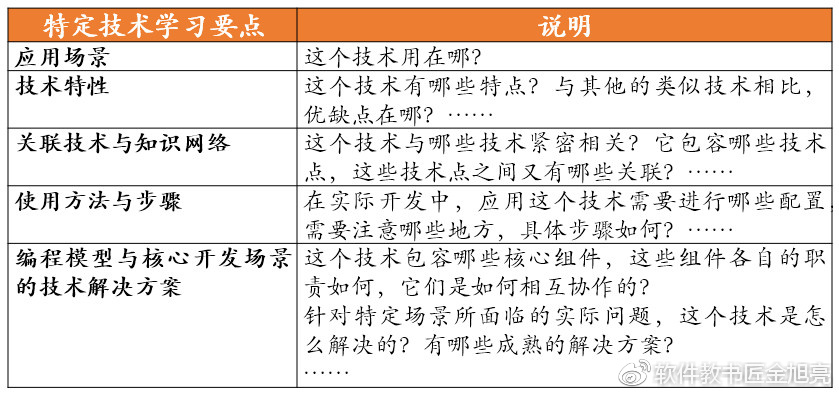 特定技术学习要点 说明
应用场景 这个技术用在哪?
技术特性 这个技术有哪些特点? 与其他的类似技术相比,
优缺点在哪? ……
关联技术与知识网络 这个技术与哪些技术紧密相关? 它包容哪些技术
点, 这些技术点之间又有哪些关联? ……
使用方法与步骤 在实际开发中, 应用这个技术需要进行哪些配置,
需要注意哪些地方, 具体步骤如何? ……
编程模型与核心开发场景 这个技术包容哪些核心组件, 这些组件各自的职
的技术解决方案 责如何, 它们是如何相互协作的?
针对特定场景所面临的实际问题, 这个技术是怎
么解决的? 有哪些成熟的解决方案?
……
@软件教书匠金旭亮